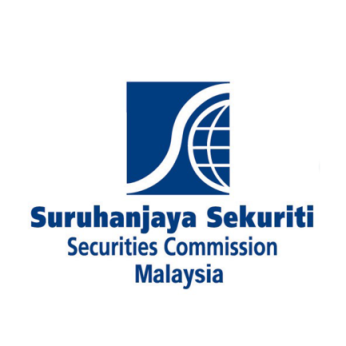 Suruhanjaya Sekuriti
Securities Commission
Malaysia